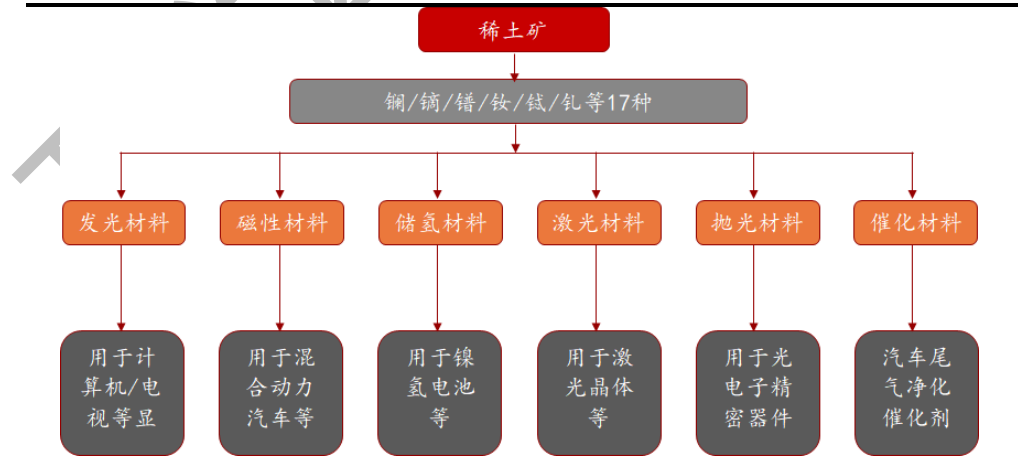 稀土矿
镧/镝/镨/钕/铽/钆等17种
发光材料
磁性材料
储氢材料
激光材料
抛光材料
催化材料
用于计
算机/电
视等显
用于混
合动力
汽车等
用于镍
氢电池
等
用于激
光晶体
等
用于光
电子精
密器件
汽车尾
气净化
催化剂